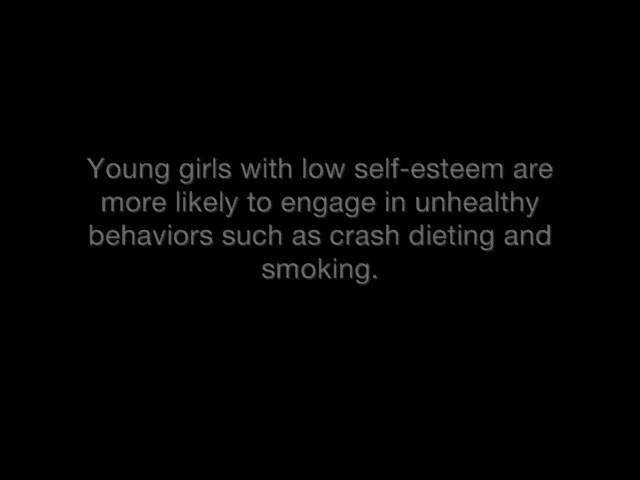 Young girls with low self-esteem are
more likely to engage in unhealthy
behaviors such as crash dieting and
smoking.